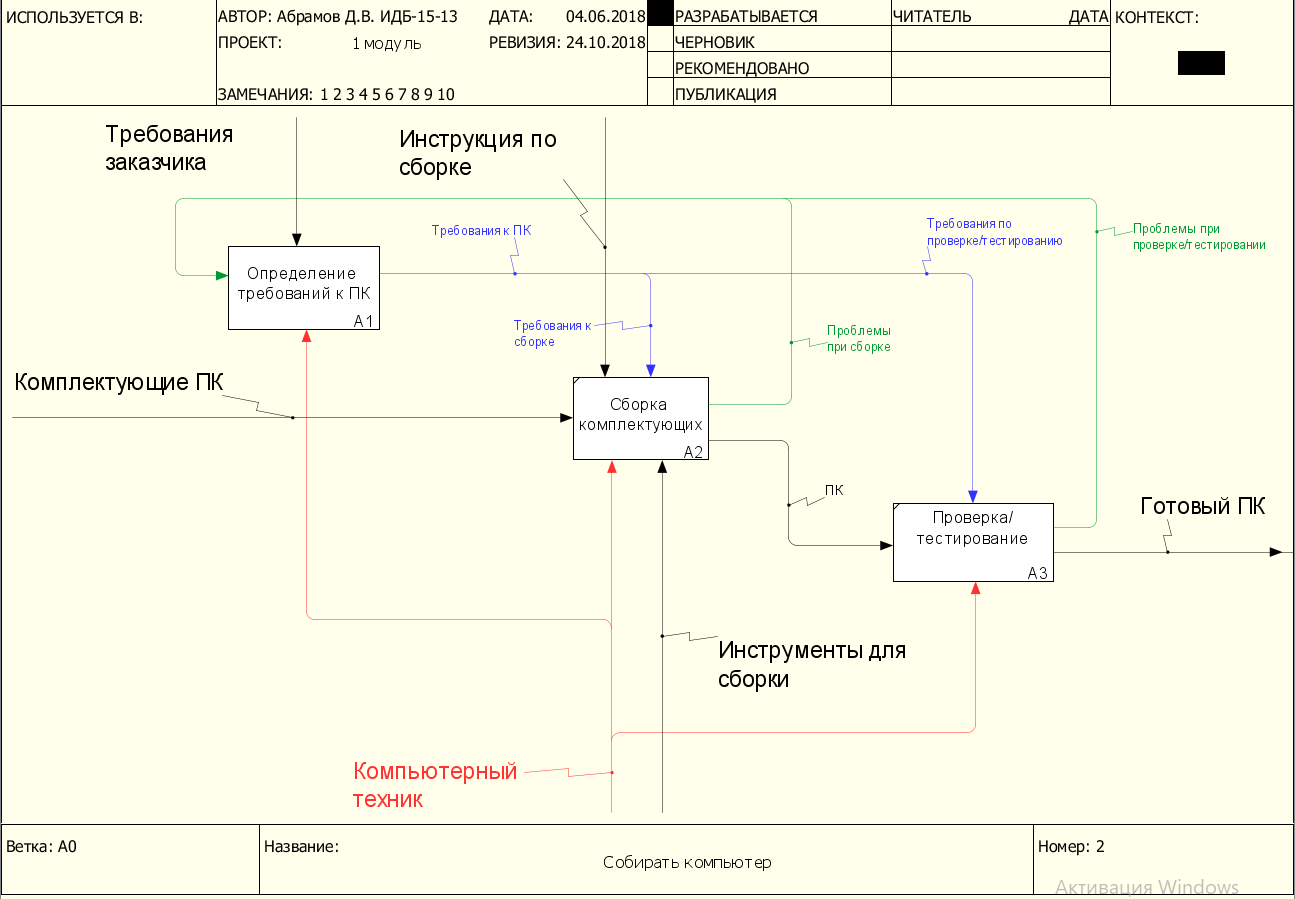 ИСПОЛЬЗУЕТСЯ В:
АВТОР: Абрамов Д.В. ИДБ-15-13
ДАТА: 04.06.2018
ПРОЕКТ: 1 модуль
РЕВИЗИЯ: 24.10.2018
ЗАМЕЧАНИЯ: 1 2 3 4 5 6 7 8 9 10
РАЗРАБАТЫВАЕТСЯ
ЧЕРНОВИК
РЕКОМЕНДОВАНО
ПУБЛИКАЦИЯ
ЧИТАТЕЛЬ ДАТА
КОНТЕКСТ:
Требования
заказчика
Инструкция по
сборке
Требования к ПК
Требования по
проверке/тестированию
Проблемы при
проверке/тестировании
Определение
требований к ПК
A1
Требования к
сборке
Проблемы
при сборке
Комплектующие ПК
Сборка
комплектующих
A2
ПК
Проверка/
тестирование
A3
Готовый ПК
Инструменты для
сборки
Компьютерный
техник
Ветка: A0
Название:
Собирать компьютер
Номер: 2
Активация Windows